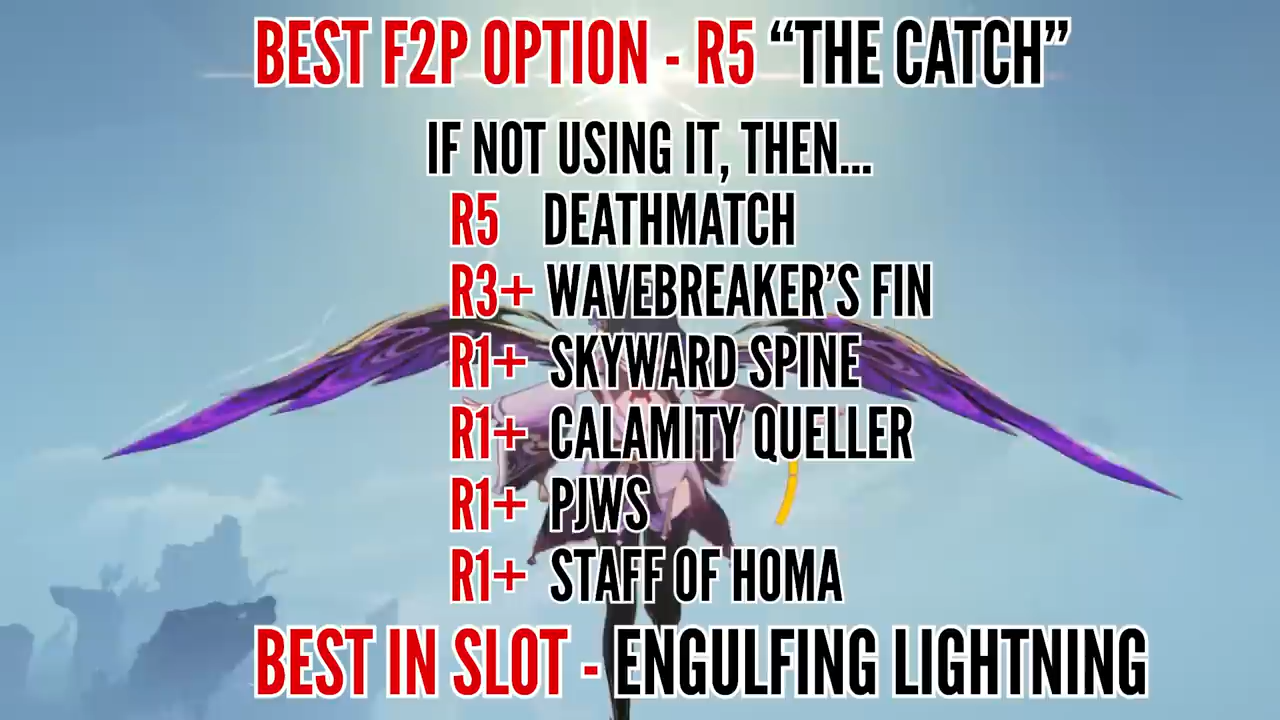 BEST F2P OPTION - R5 “THE CATCH”
IF NOT USING IT, THEN...
R5 DEATHMATCH
R3+ WAVEBREAKER’S FIN
R1+ SKYWARD SPINE
R1+ CALAMITY QUELLER
R1+ PJWS
R1+ STAFF OF HOMA
BEST IN SLOT - ENGULFING LIGHTNING